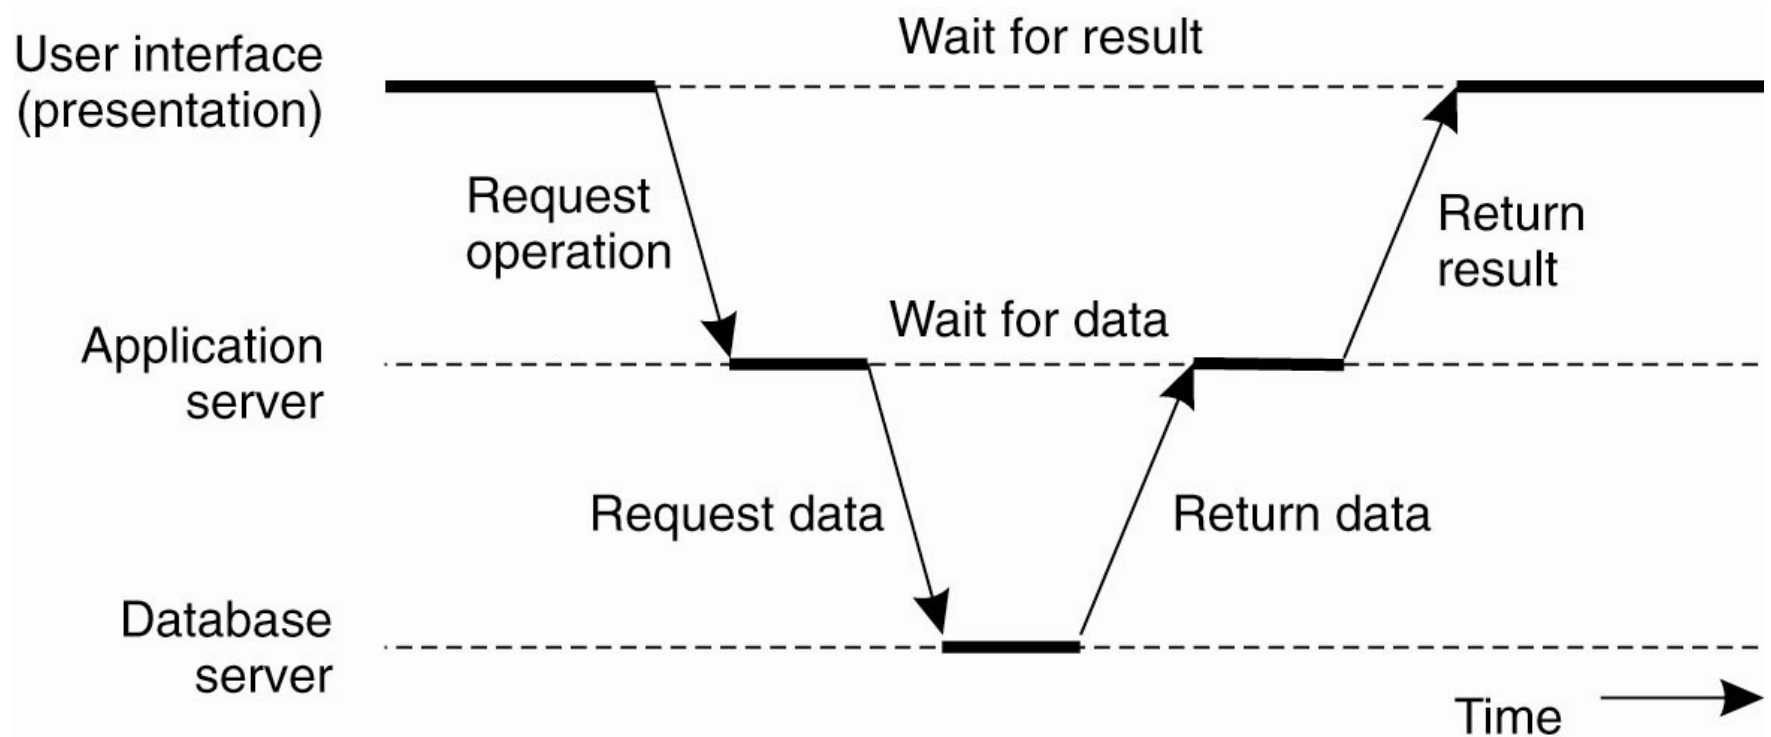 Wait for result
User interface
(presentation)
Request
operation
Return
result
Wait for data
Application
server
Request data
Return data
Database
server
Time